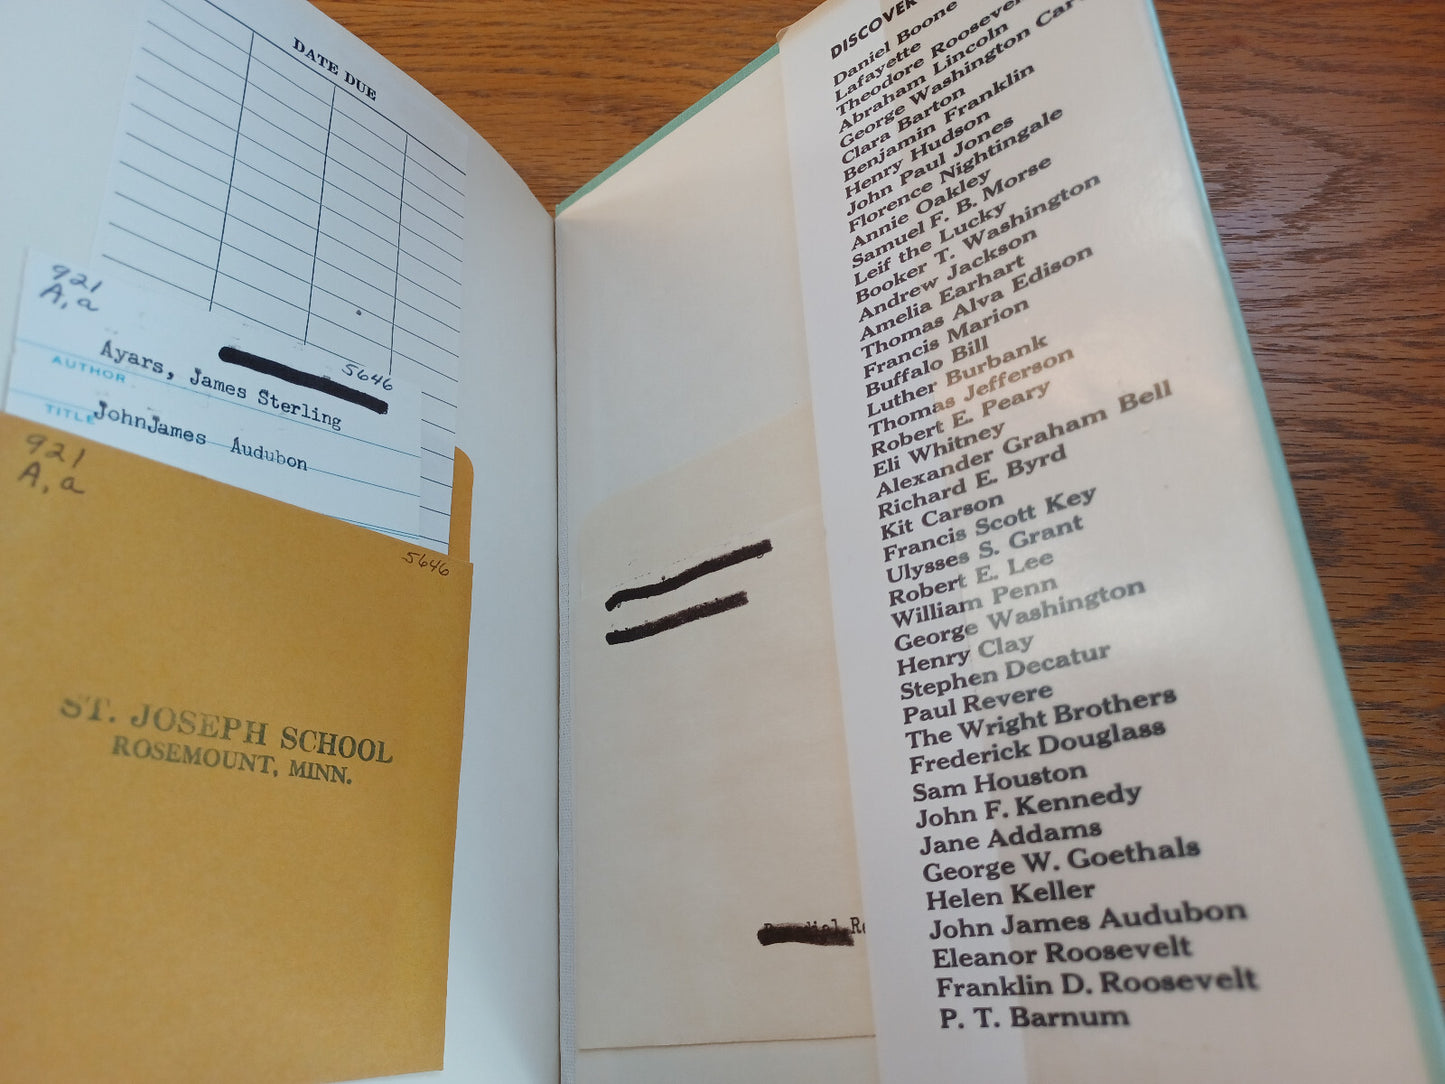 DATE DUE
921
A, a
5646
Ayars, James Sterling
AUTHOR
JohnJames Audubon
TITLE
921
A, a
5646
ST. JOSEPH SCHOOL
ROSEMOUNT, MINN.
DISCOVER
Daniel Boone
Lafayette
Theodore Roosevel
Abraham Lincoln
George Washington Car
Clara Barton
Benjamin Franklin
Henry Hudson
John Paul Jones
Florence Nightingale
Annie Oakley
Samuel F. B. Morse
Leif the Lucky
Booker T. Washington
Andrew Jackson
Amelia Earhart
Thomas Alva Edison
Francis Marion
Buffalo Bill
Luther Burbank
Thomas Jefferson
Robert E. Peary
Eli Whitney
Alexander Graham Bell
Richard E. Byrd
Kit Carson
Francis Scott Key
Ulysses S. Grant
Robert E. Lee
William Penn
George Washington
Henry Clay
Stephen Decatur
Paul Revere
The Wright Brothers
Frederick Douglass
Sam Houston
John F. Kennedy
Jane Addams
George W. Goethals
Helen Keller
John James Audubon
Eleanor Roosevelt
Franklin D. Roosevelt
P. T. Barnum